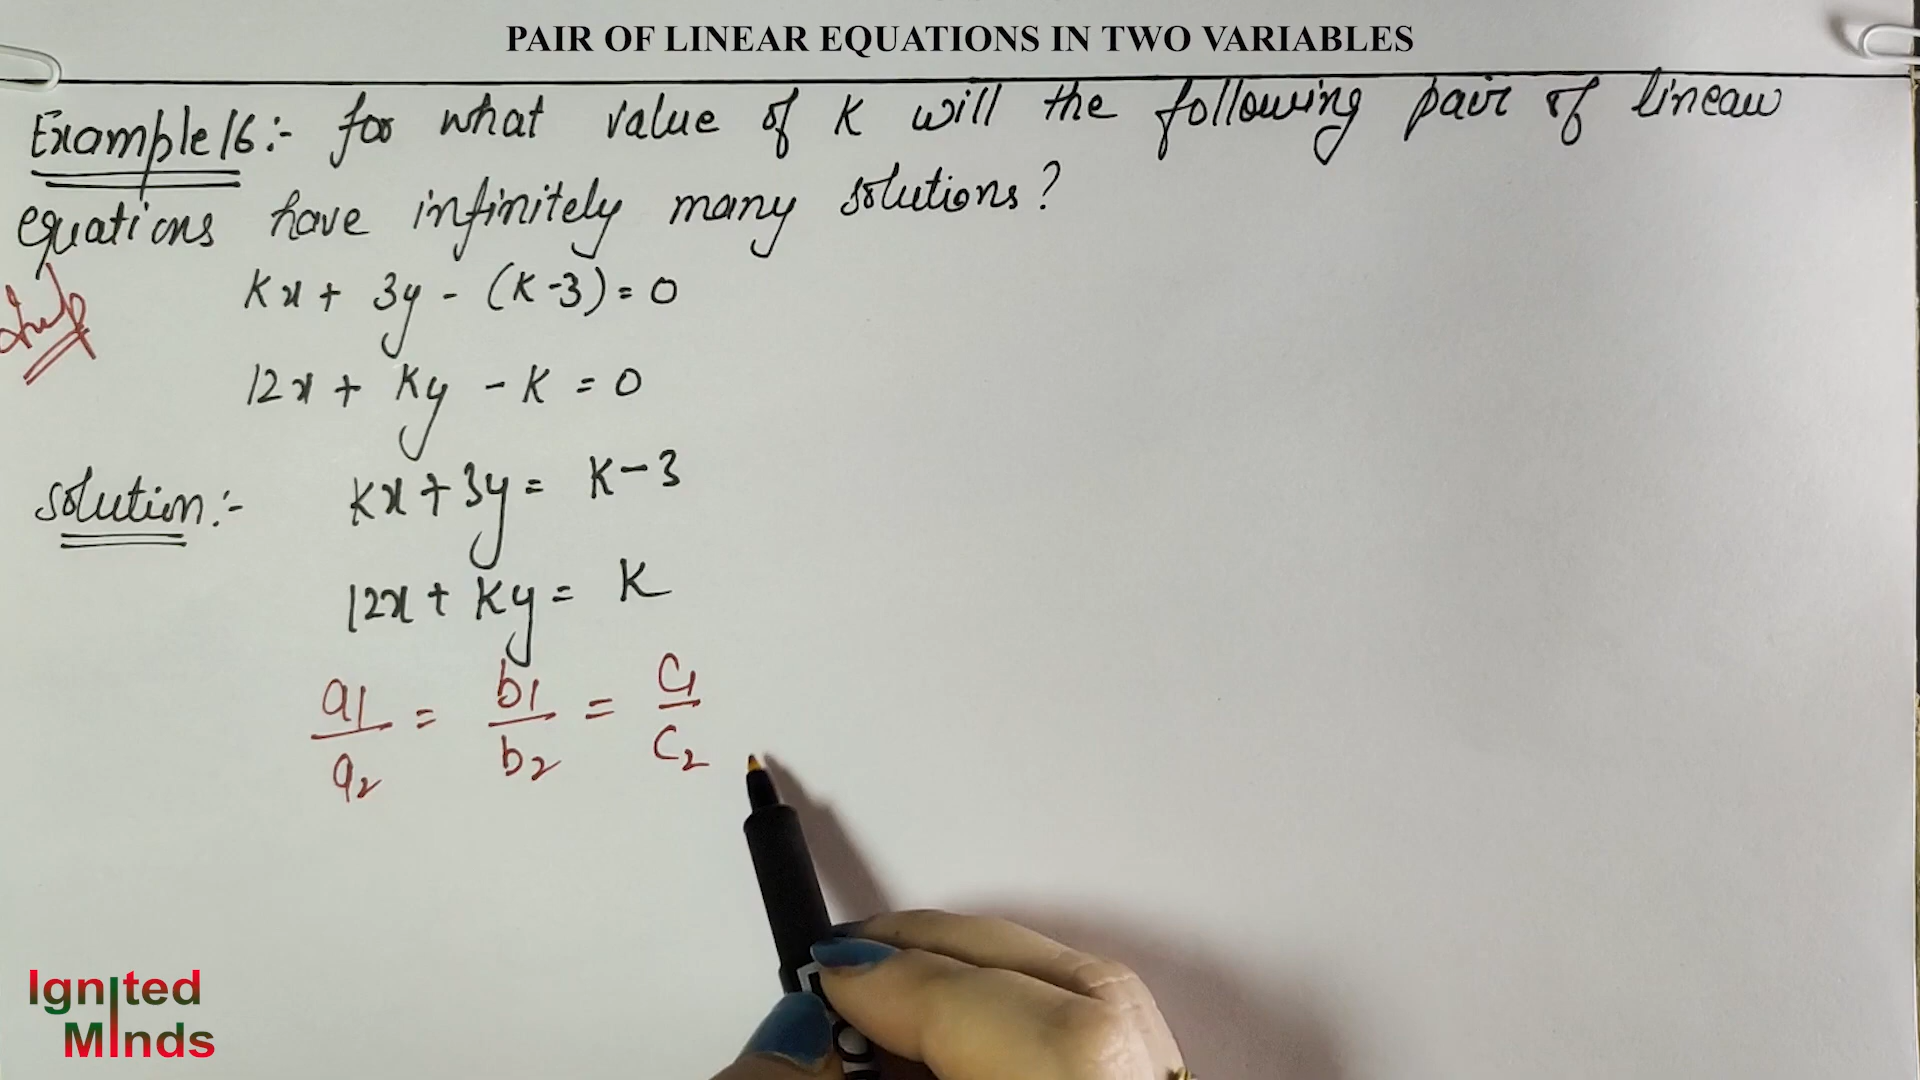 PAIR OF LINEAR EQUATIONS IN TWO VARIABLES
Example 16:- for what value of K will the following pair of linear
equations have infinitely many solutions?
Kx + 3y - (K-3) = 0
12x + Ky - K = 0
Solution:- Kx + 3y = K-3
12x + Ky = K
a1/a2 = b1/b2 = c1/c2
Ignited
Minds